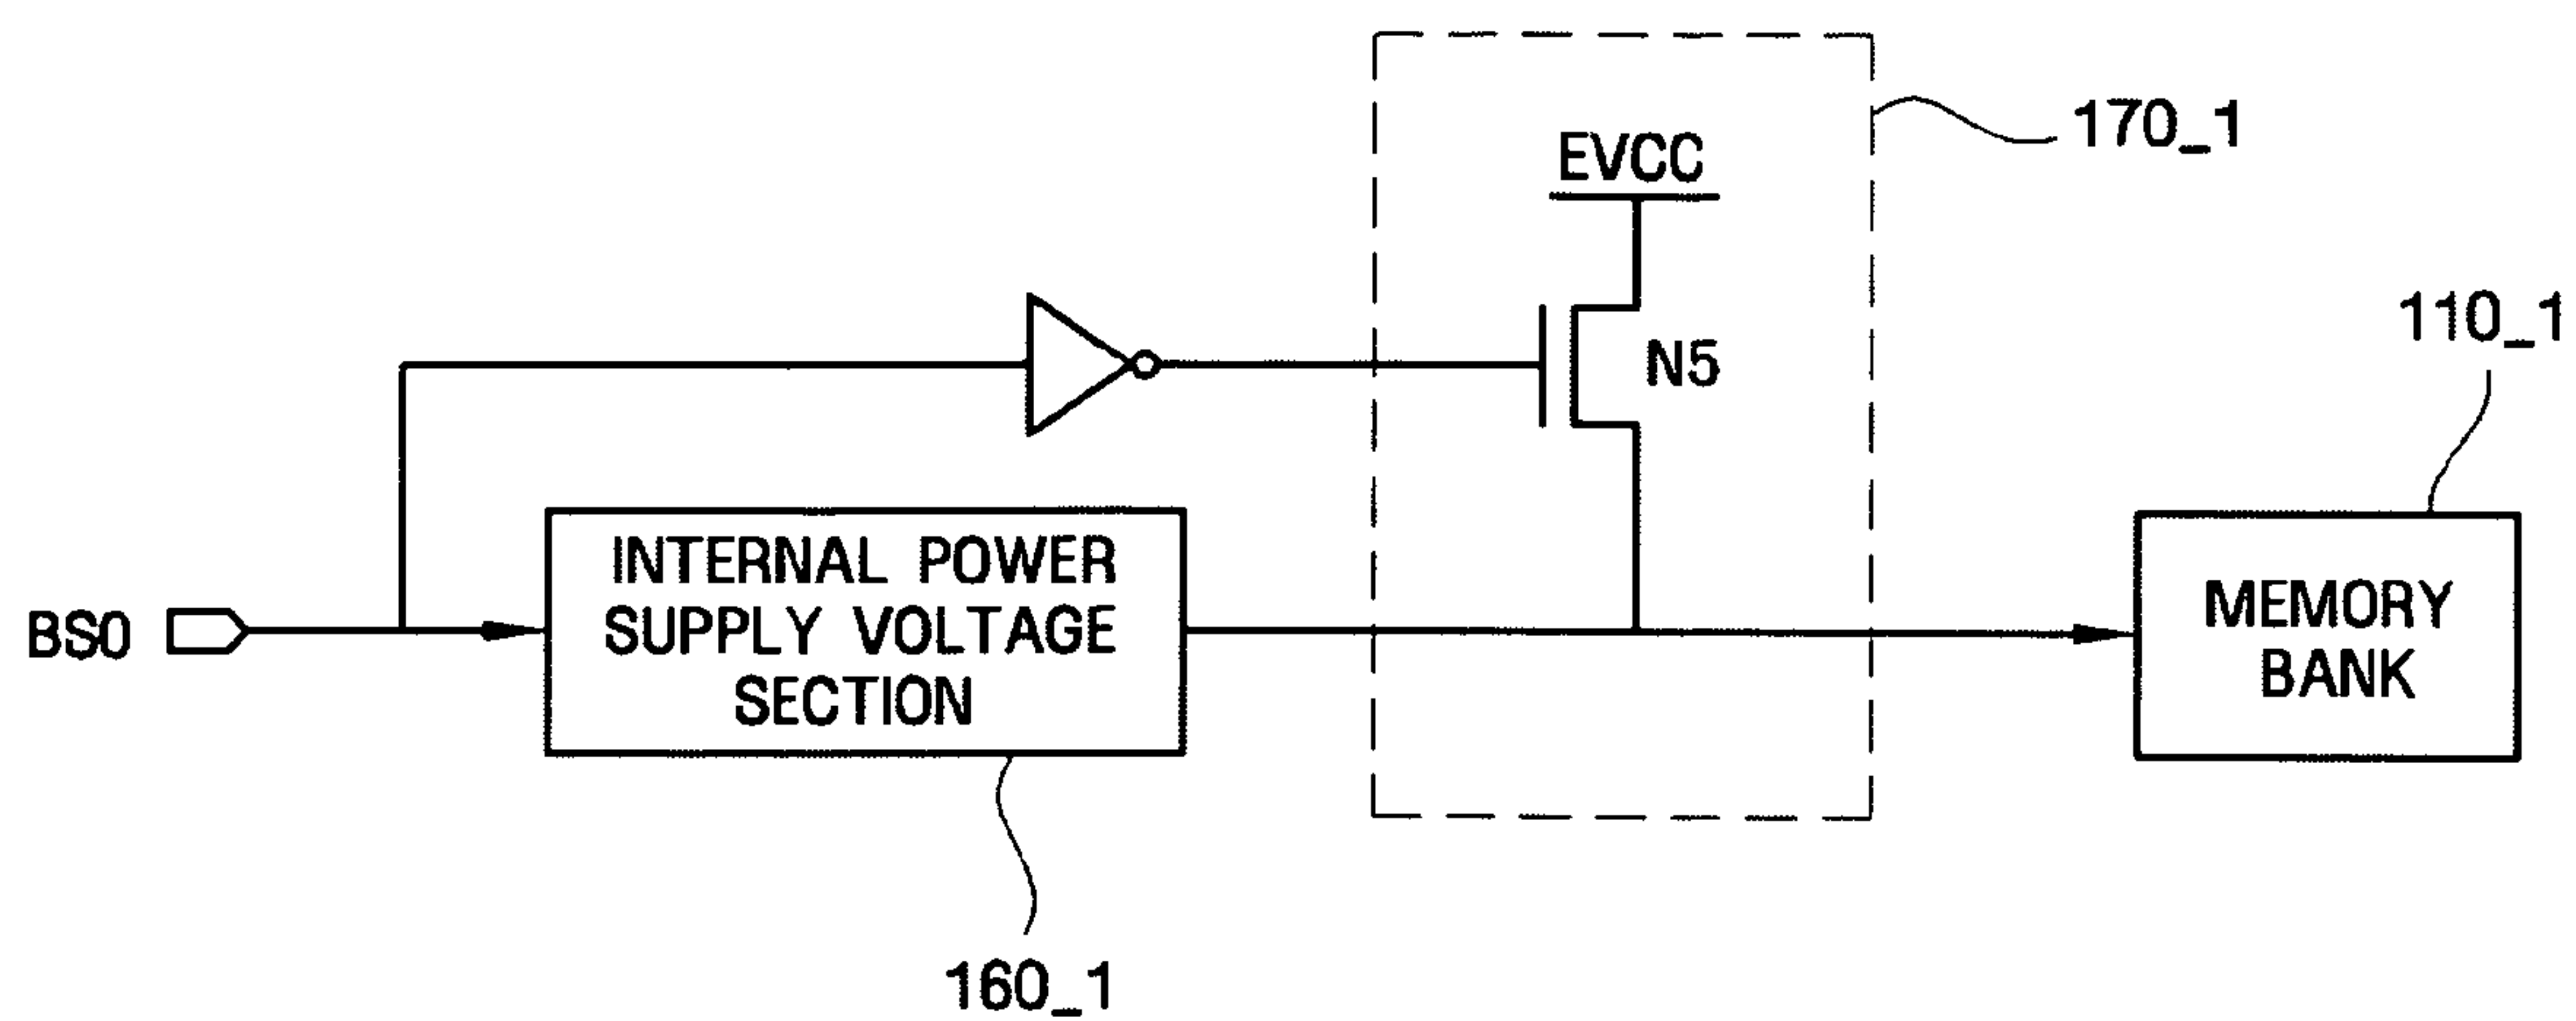 170_1
EVCC
110_1
N5
BS0
INTERNAL POWER
SUPPLY VOLTAGE
SECTION
MEMORY
BANK
160_1